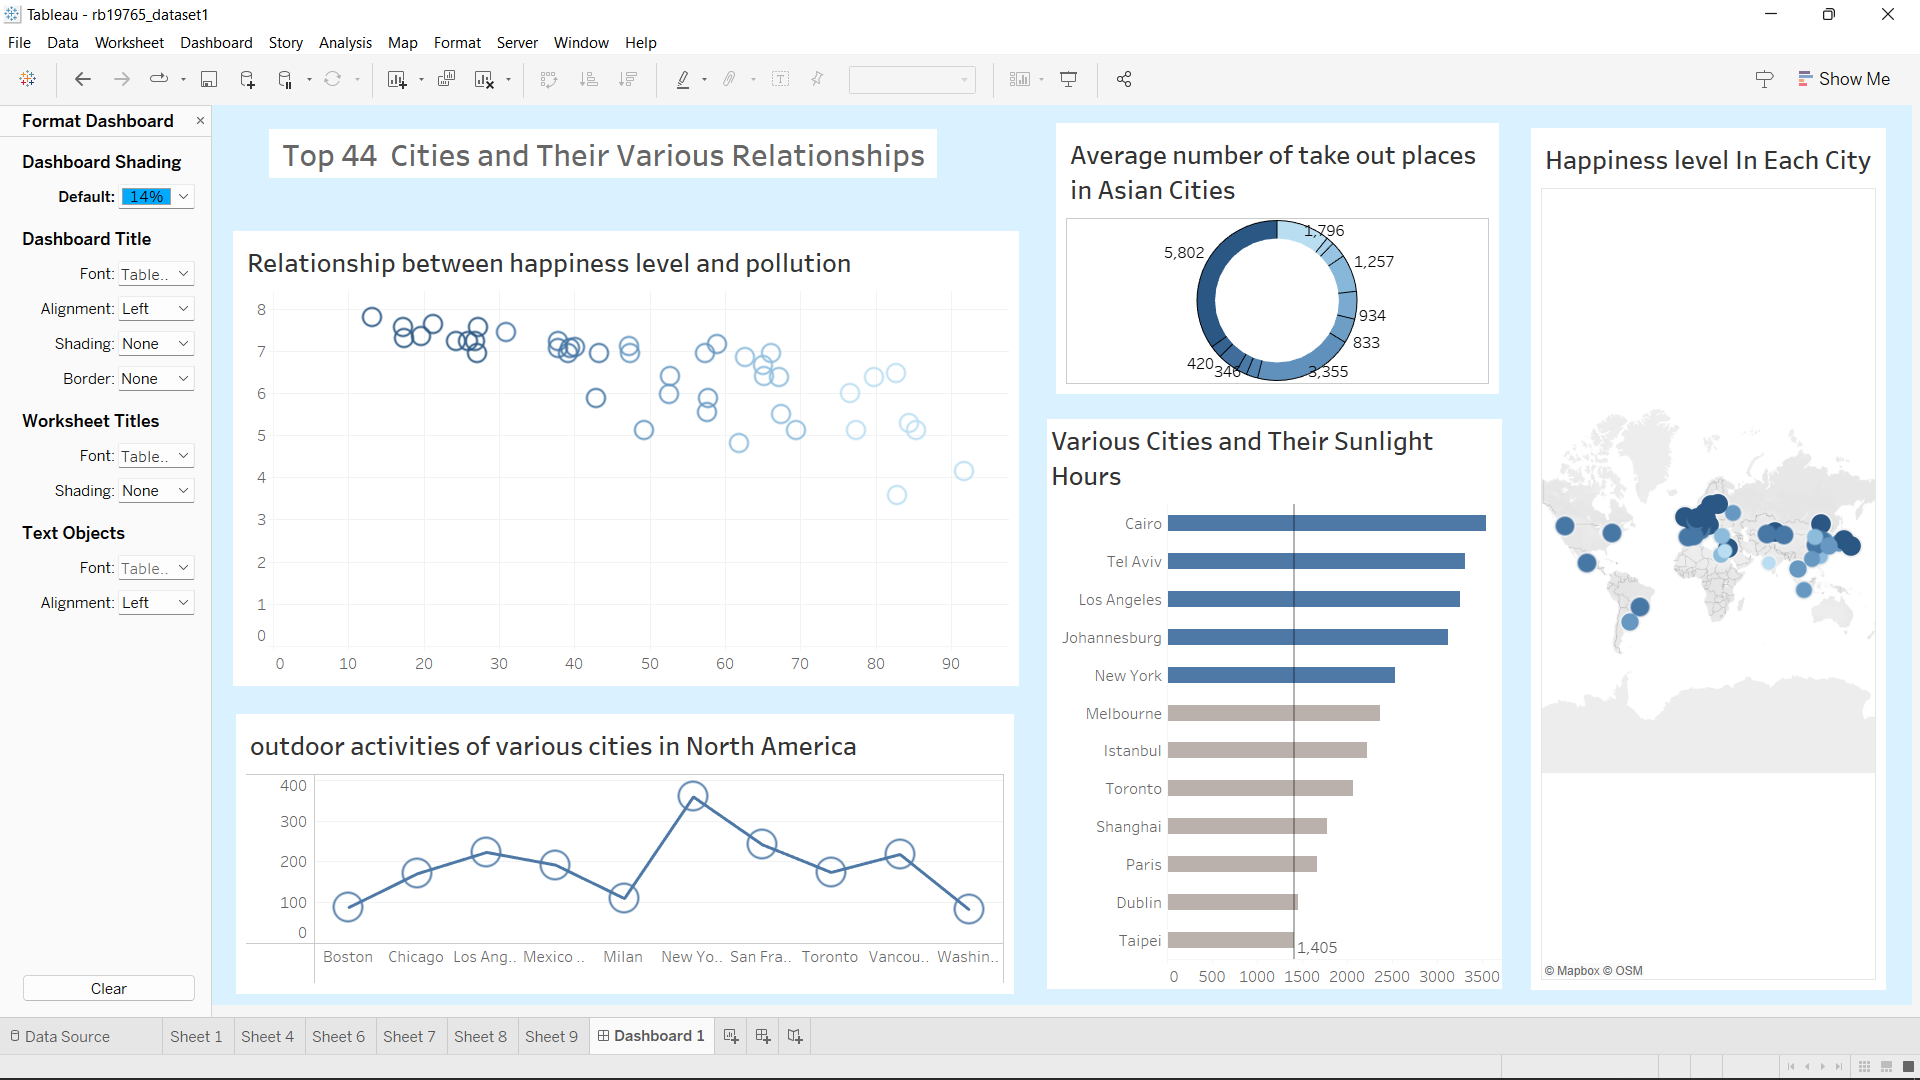 Tableau - rb19765_dataset1
File Data Worksheet Dashboard Story Analysis Map Format Server Window Help
Show Me
Format Dashboard
Dashboard Shading
Default: 14%
Dashboard Title
Font: Table..
Alignment: Left
Shading: None
Border: None
Worksheet Titles
Font: Table..
Shading: None
Text Objects
Font: Table..
Alignment: Left
Clear
Top 44 Cities and Their Various Relationships
Relationship between happiness level and pollution
8
7
6
5
4
3
2
1
0
0 10 20 30 40 50 60 70 80 90
outdoor activities of various cities in North America
400
300
200
100
0
Boston Chicago Los Ang.. Mexico .. Milan New Yo.. San Fra.. Toronto Vancou.. Washin..
Average number of take out places
in Asian Cities
1,796
5,802
1,257
934
833
420
346
3,355
Various Cities and Their Sunlight
Hours
Cairo
Tel Aviv
Los Angeles
Johannesburg
New York
Melbourne
Istanbul
Toronto
Shanghai
Paris
Dublin
Taipei
1,405
0 500 1000 1500 2000 2500 3000 3500
Happiness level In Each City
© Mapbox © OSM
Data Source Sheet 1 Sheet 4 Sheet 6 Sheet 7 Sheet 8 Sheet 9 Dashboard 1